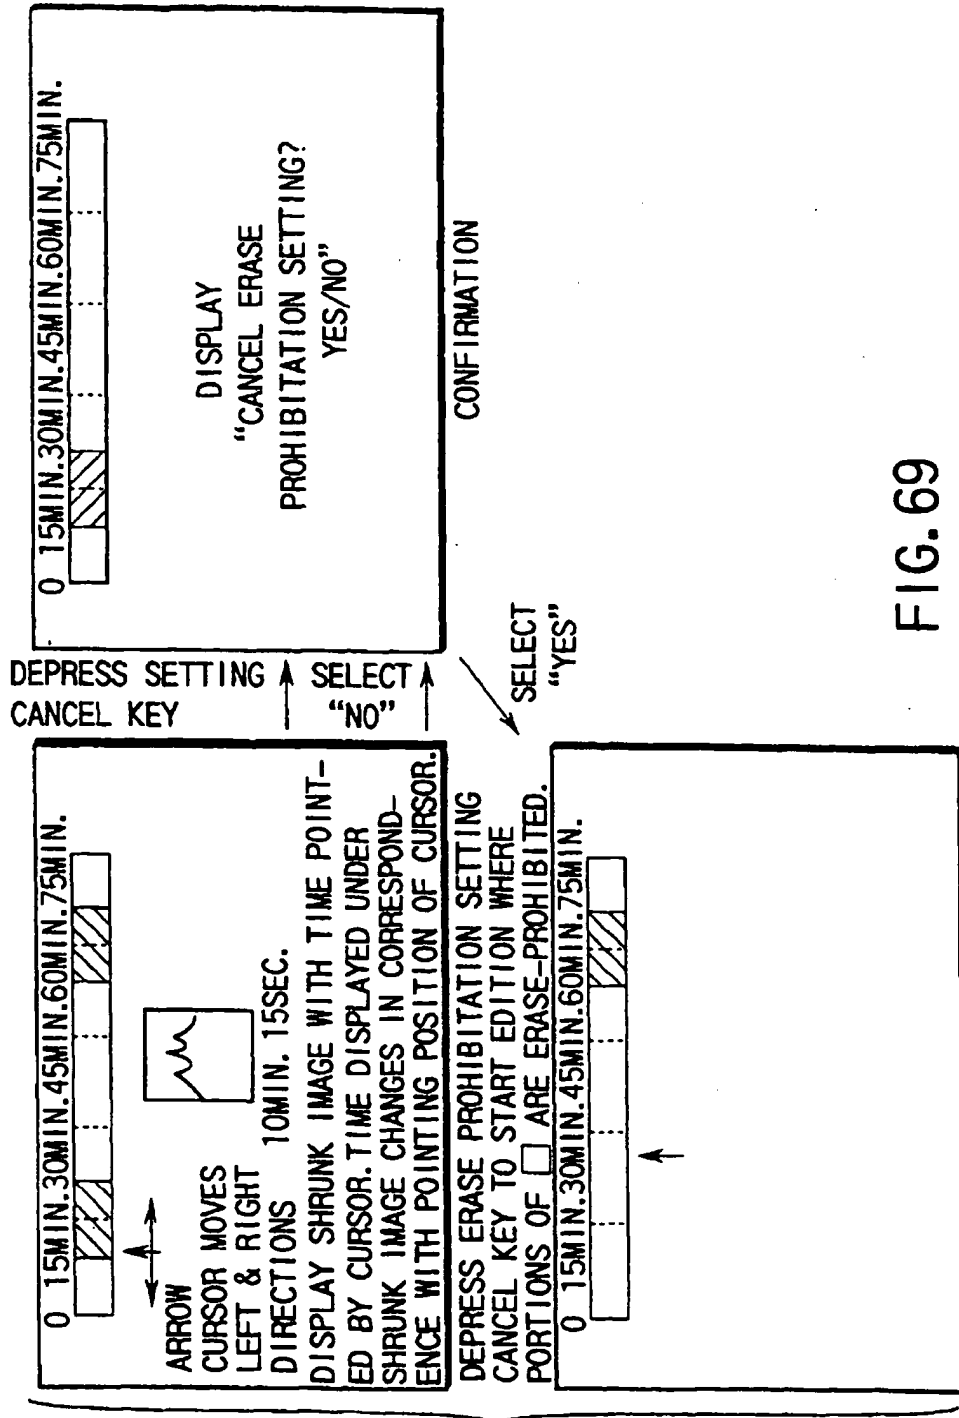 0 15MIN.30MIN.45MIN.60MIN.75MIN.
ARROW
CURSOR MOVES
LEFT & RIGHT
DIRECTIONS
10MIN. 15SEC.
DISPLAY SHRUNK IMAGE WITH TIME POINT-
ED BY CURSOR.TIME DISPLAYED UNDER
SHRUNK IMAGE CHANGES IN CORRESPOND-
ENCE WITH POINTING POSITION OF CURSOR.
DEPRESS SETTING
CANCEL KEY
SELECT
“NO”
0 15MIN.30MIN.45MIN.60MIN.75MIN.
DISPLAY
“CANCEL ERASE
PROHIBITATION SETTING?
YES/NO”
CONFIRMATION
SELECT
“YES”
DEPRESS ERASE PROHIBITATION SETTING
CANCEL KEY TO START EDITION WHERE
PORTIONS OF □ ARE ERASE-PROHIBITED.
0 15MIN.30MIN.45MIN.60MIN.75MIN.
FIG.69